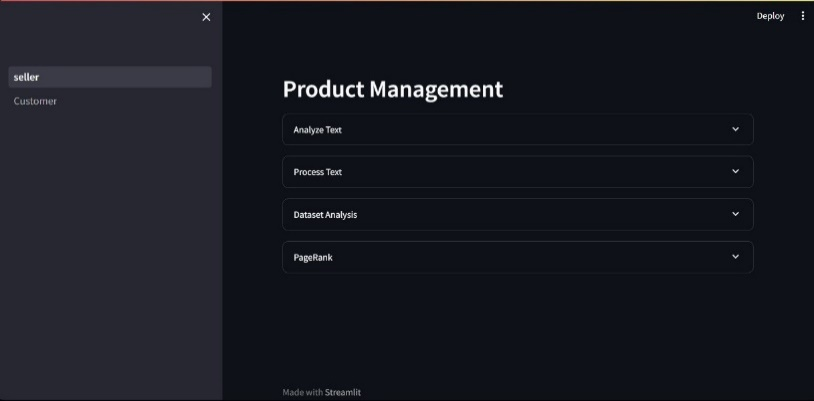 Deploy
seller
Customer
Product Management
Analyze Text
Process Text
Dataset Analysis
PageRank
Made with Streamlit